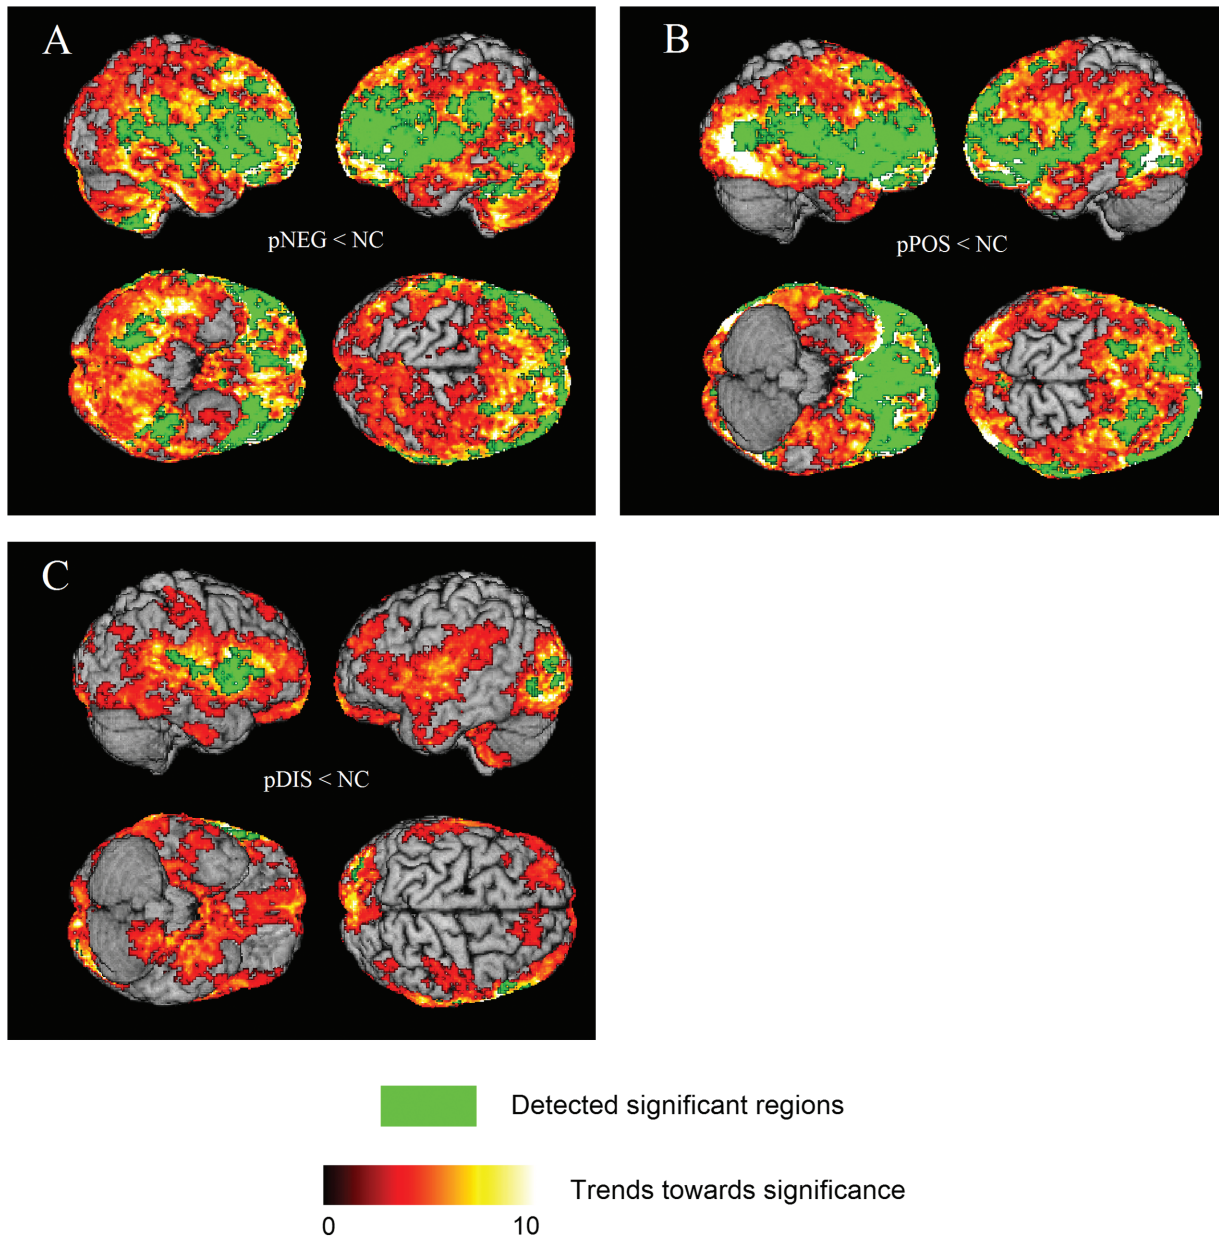 A
B
pNEG < NC
pPOS < NC
C
pDIS < NC
Detected significant regions
Trends towards significance
0
10